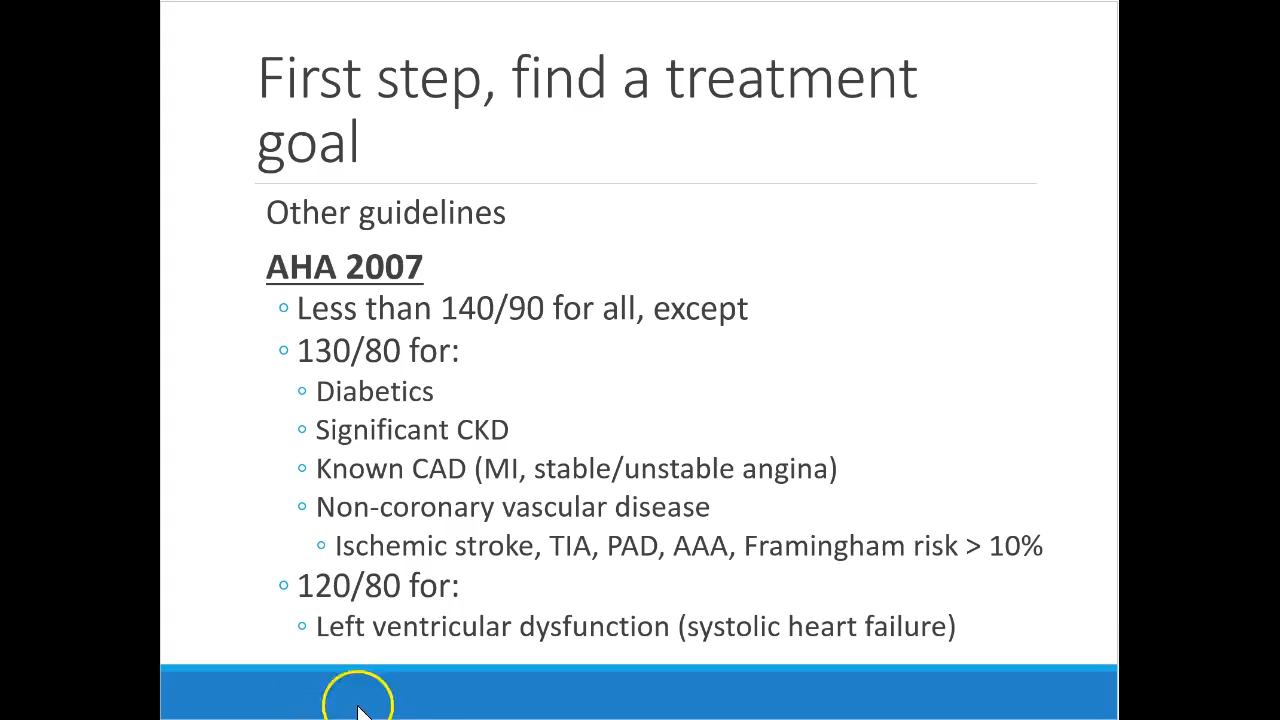 First step, find a treatment
goal
Other guidelines
AHA 2007
◦ Less than 140/90 for all, except
◦ 130/80 for:
◦ Diabetics
◦ Significant CKD
◦ Known CAD (MI, stable/unstable angina)
◦ Non-coronary vascular disease
◦ Ischemic stroke, TIA, PAD, AAA, Framingham risk > 10%
◦ 120/80 for:
◦ Left ventricular dysfunction (systolic heart failure)